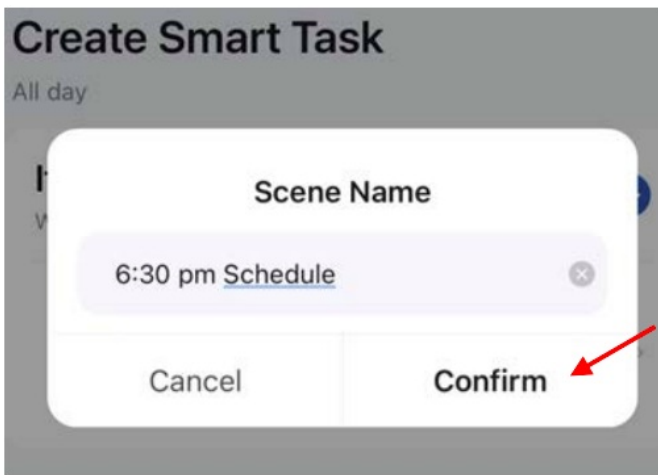 Create Smart Task
All day
Scene Name
6:30 pm Schedule
Cancel
Confirm